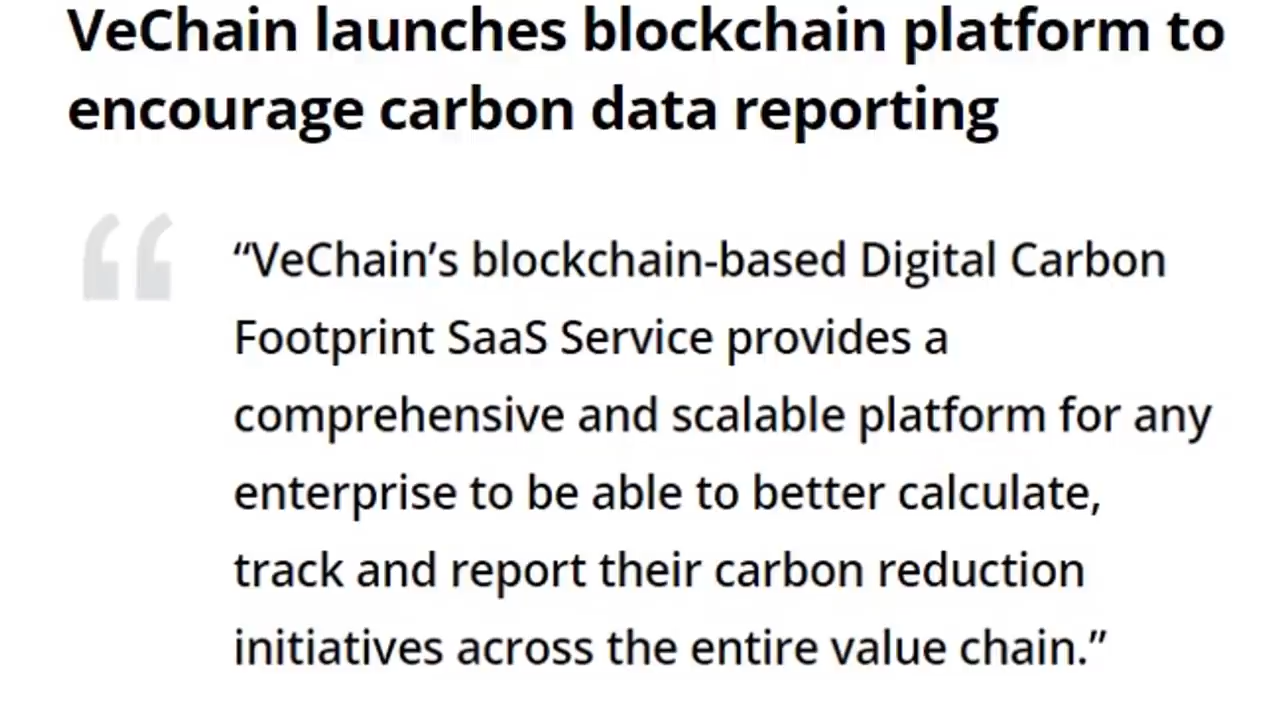 VeChain launches blockchain platform to
encourage carbon data reporting
“VeChain’s blockchain-based Digital Carbon
Footprint SaaS Service provides a
comprehensive and scalable platform for any
enterprise to be able to better calculate,
track and report their carbon reduction
initiatives across the entire value chain.”